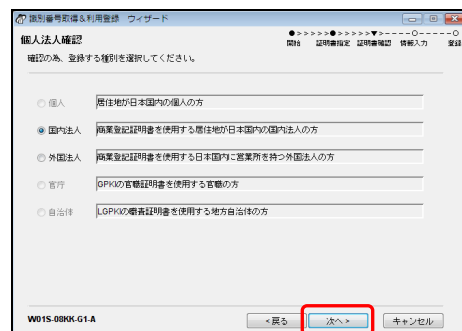 識別番号取得&利用登録 ウィザード
個人法人確認
●>>>>>●>>>>>▼>----○----○
開始 証明書指定 証明書確認 情報入力 登録
確認の為、登録する種別を選択してください。
個人 居住地が日本国内の個人の方
国内法人 商業登記証明書を使用する居住地が日本国内の国内法人の方
外国法人 商業登記証明書を使用する日本国内に営業所を持つ外国法人の方
官庁 GPKIの官職証明書を使用する官職の方
自治体 LGPKIの職責証明書を使用する地方自治体の方
W01S-08KK-G1-A
<戻る 次へ> キャンセル